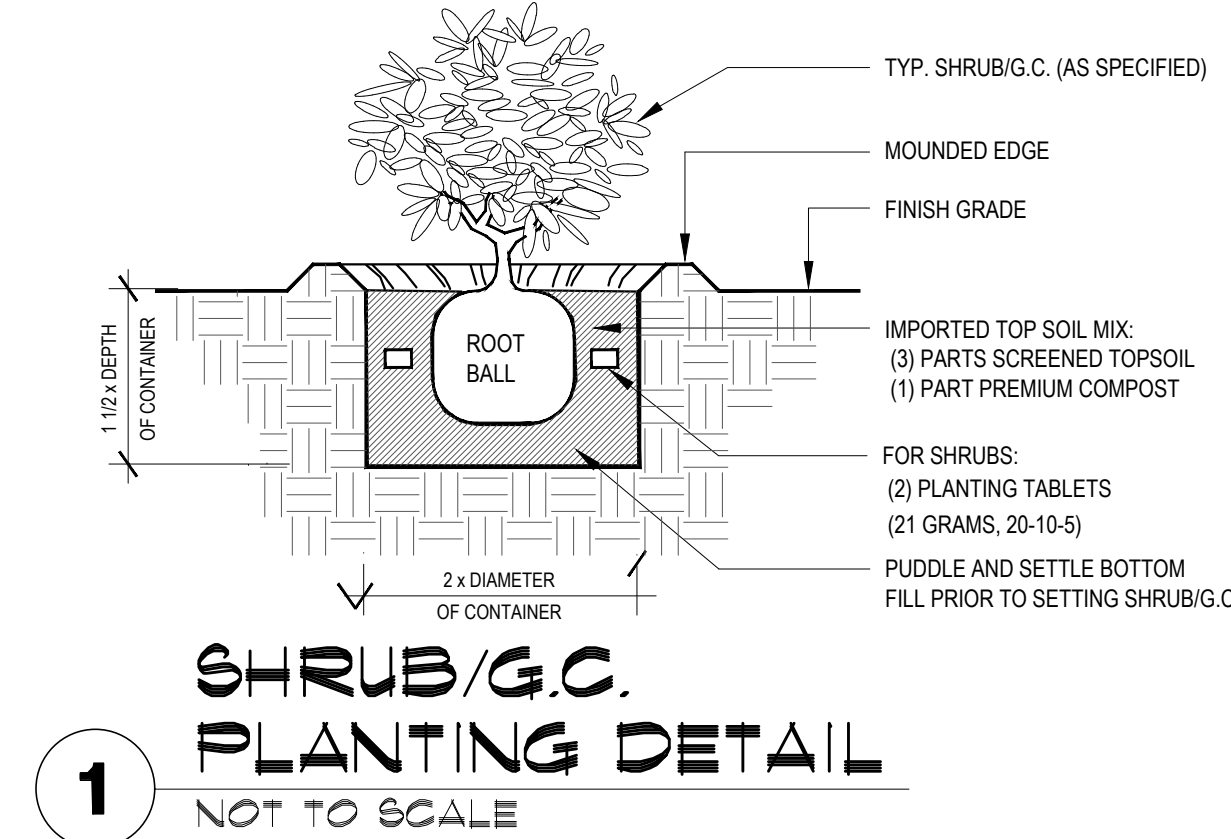 TYP. SHRUB/G.C. (AS SPECIFIED)
MOUNDED EDGE
FINISH GRADE
ROOT
BALL
1 1/2 x DEPTH
OF CONTAINER
IMPORTED TOP SOIL MIX:
(3) PARTS SCREENED TOPSOIL
(1) PART PREMIUM COMPOST
FOR SHRUBS:
(2) PLANTING TABLETS
(21 GRAMS, 20-10-5)
PUDDLE AND SETTLE BOTTOM
FILL PRIOR TO SETTING SHRUB/G.C
2 x DIAMETER
OF CONTAINER
SHRUB/G.C.
PLANTING DETAIL
1
NOT TO SCALE